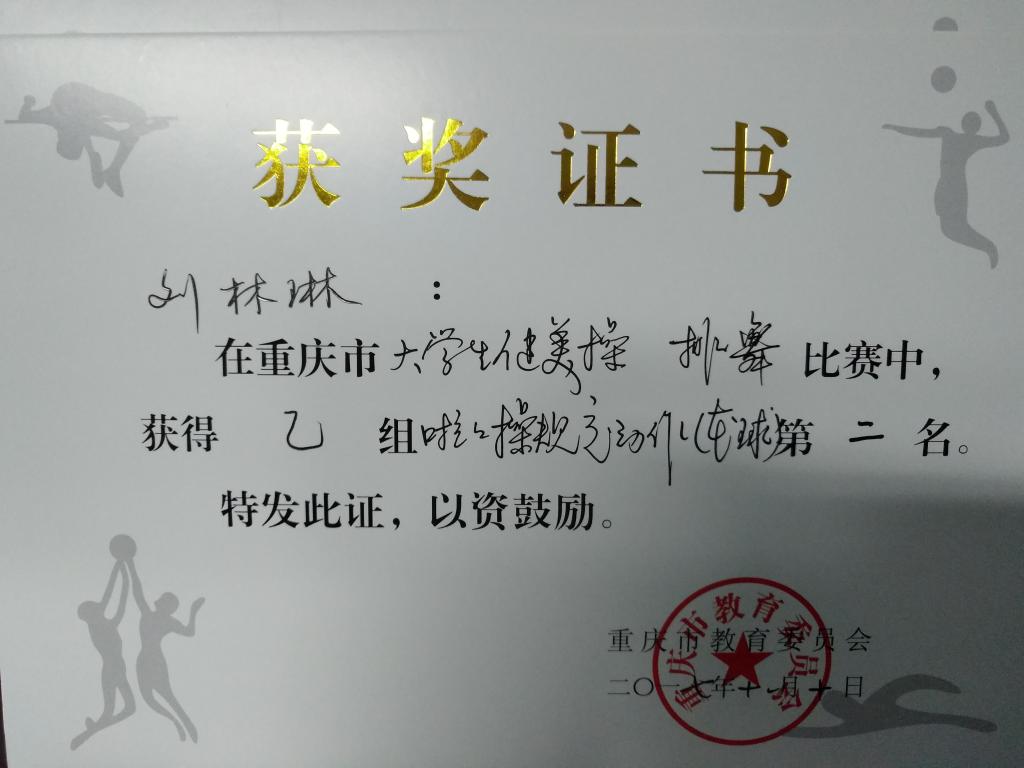 获奖证书
刘林琳:
在重庆市大学生健美操 排舞比赛中,
获得 乙 组啦啦操规定动作(花球)第 二 名。
特发此证,以资鼓励。
重庆市教育委员会
二〇一七年十一月十日
重庆市教育委员会